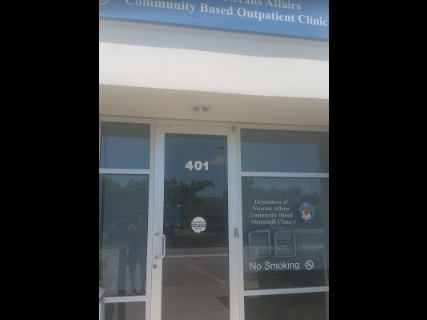 Veterans Affairs
Community Based Outpatient Clinic
401
Department of
Veterans Affairs
Community Based
Outpatient Clinic
No Smoking